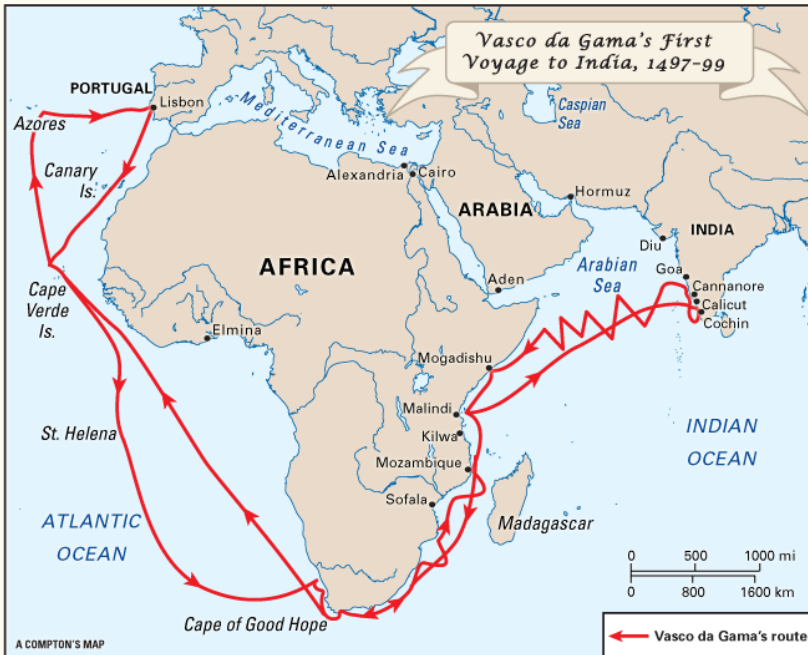 Vasco da Gama's First
Voyage to India, 1497-99
PORTUGAL
Lisbon
Azores
Mediterranean Sea
Caspian
Sea
Canary
Is.
Alexandria
Cairo
ARABIA
Hormuz
INDIA
Diu
AFRICA
Arabian
Sea
Goa
Aden
Cannanore
Calicut
Cochin
Cape
Verde
Is.
Elmina
Mogadishu
Malindi
St. Helena
Kilwa
INDIAN
OCEAN
Mozambique
Sofala
Madagascar
ATLANTIC
OCEAN
0 500 1000 mi
0 800 1600 km
Cape of Good Hope
A COMPTON'S MAP
Vasco da Gama's route